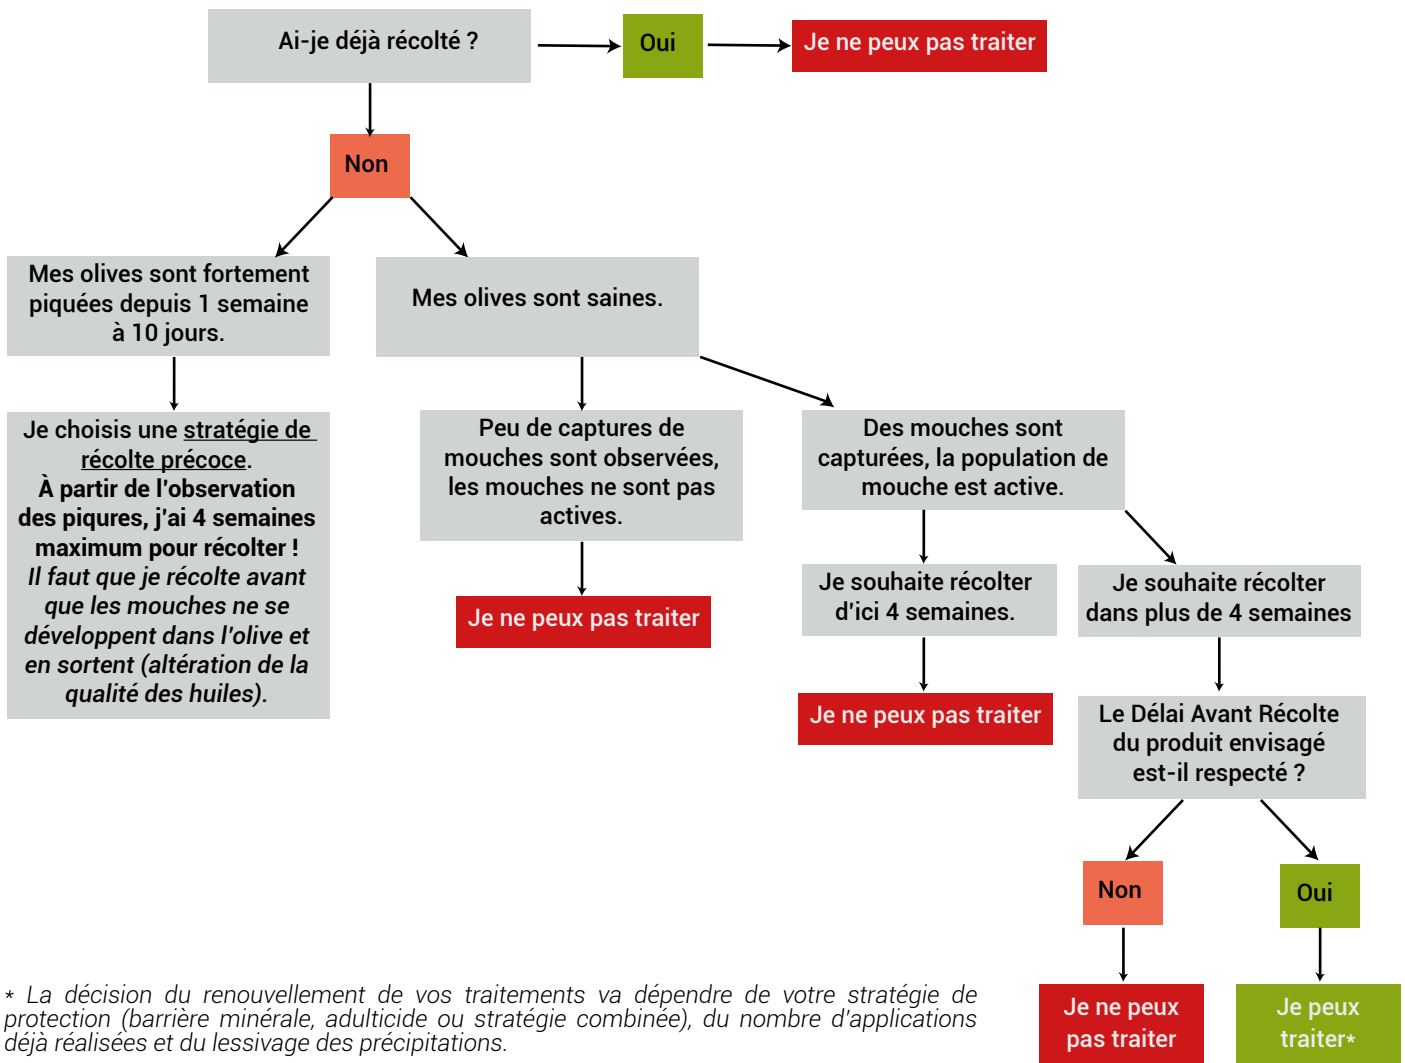 Ai-je déjà récolté ?
Oui
Je ne peux pas traiter
Non
Mes olives sont fortement
piquées depuis 1 semaine
à 10 jours.
Mes olives sont saines.
Je choisis une stratégie de
récolte précoce.
À partir de l'observation
des piqures, j'ai 4 semaines
maximum pour récolter !
Il faut que je récolte avant
que les mouches ne se
développent dans l'olive et
en sortent (altération de la
qualité des huiles).
Peu de captures de
mouches sont observées,
les mouches ne sont pas
actives.
Je ne peux pas traiter
Des mouches sont
capturées, la population de
mouche est active.
Je souhaite récolter
d'ici 4 semaines.
Je ne peux pas traiter
Je souhaite récolter
dans plus de 4 semaines
Le Délai Avant Récolte
du produit envisagé
est-il respecté ?
Non
Oui
Je ne peux
pas traiter
Je peux
traiter*
* La décision du renouvellement de vos traitements va dépendre de votre stratégie de
protection (barrière minérale, adulticide ou stratégie combinée), du nombre d'applications
déjà réalisées et du lessivage des précipitations.